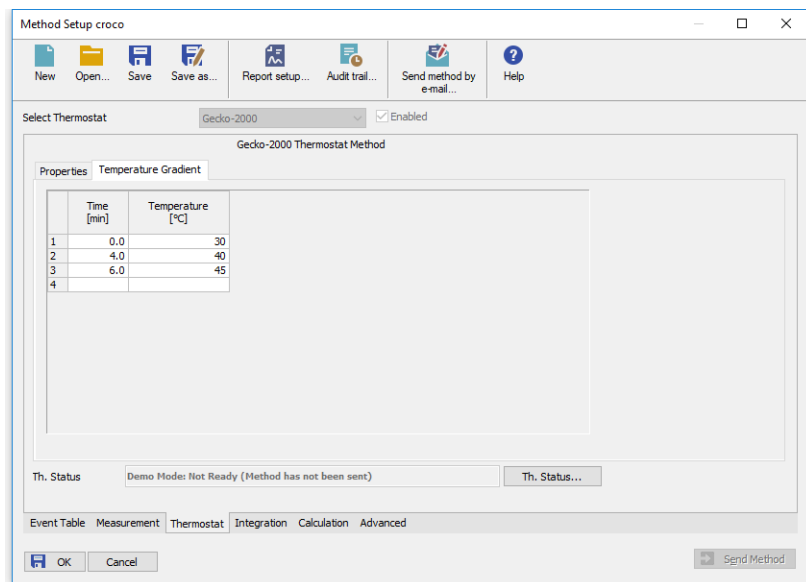 Method Setup croco
New Open... Save Save as... Report setup... Audit trail... Send method by e-mail... Help
Select Thermostat Gecko-2000 Enabled
Gecko-2000 Thermostat Method
Properties Temperature Gradient
Time [min] Temperature [°C]
1 0.0 30
2 4.0 40
3 6.0 45
4
Th. Status Demo Mode: Not Ready (Method has not been sent) Th. Status...
Event Table Measurement Thermostat Integration Calculation Advanced
OK Cancel Send Method